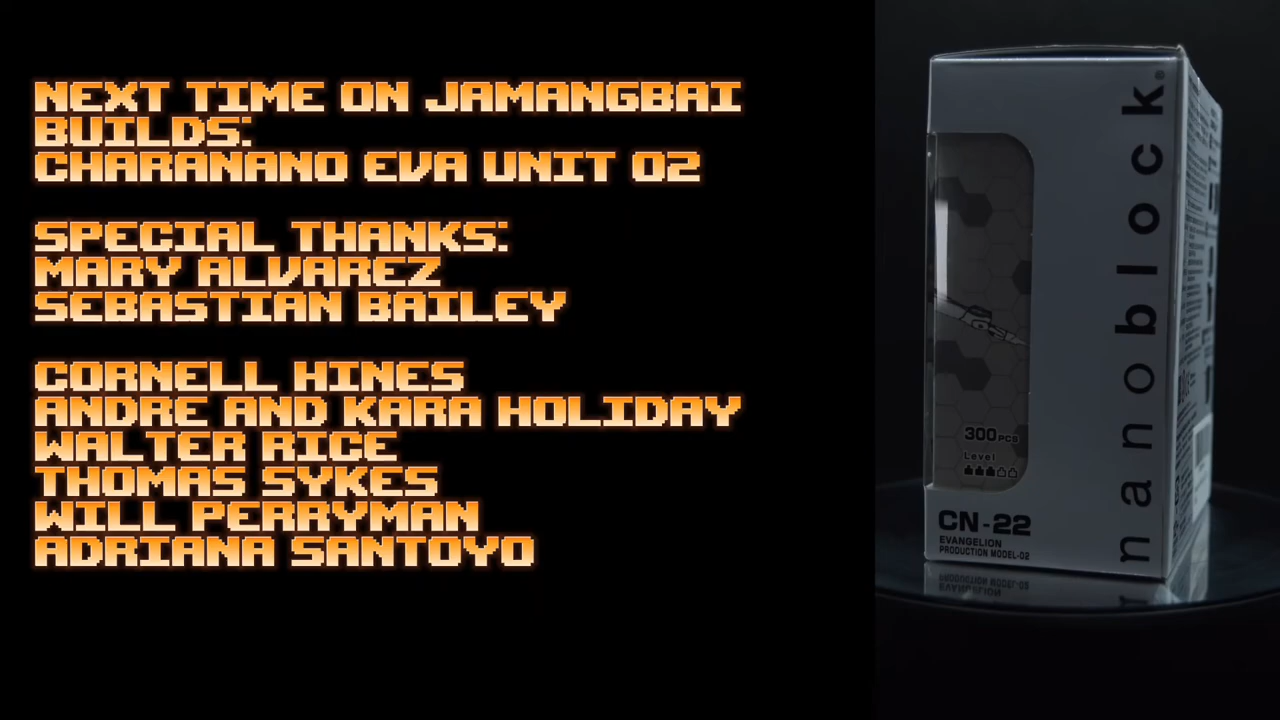 NEXT TIME ON JAMANGBAI
BUILDS:
CHARANANO EVA UNIT 02
SPECIAL THANKS:
MARY ALVAREZ
SEBASTIAN BAILEY
CORNELL HINES
ANDRE AND KARA HOLIDAY
WALTER RICE
THOMAS SYKES
WILL PERRYMAN
ADRIANA SANTOYO
nanoblock®
300PCS
Level
CN-22
EVANGELION
PRODUCTION MODEL-02